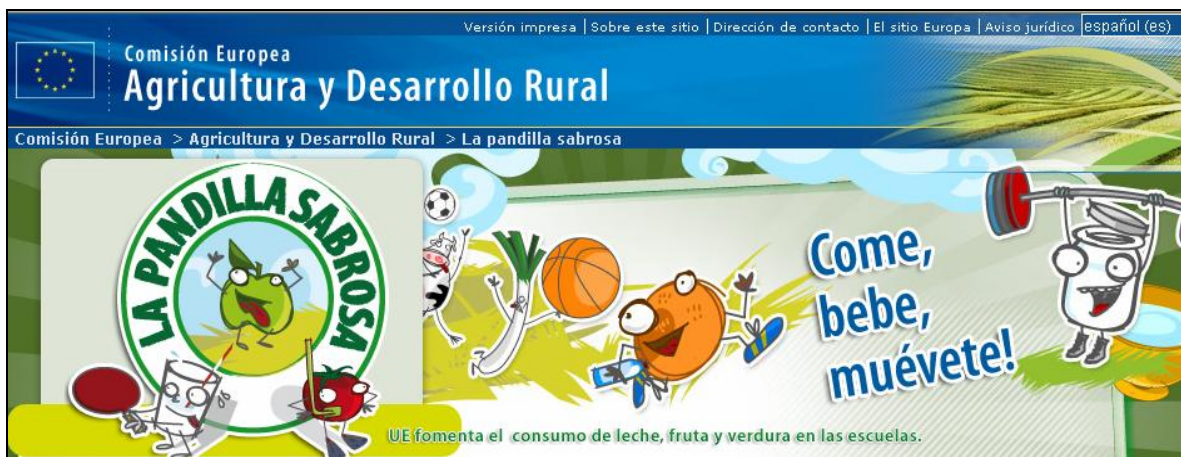 Versión impresa | Sobre este sitio | Dirección de contacto | El sitio Europa | Aviso jurídico español (es)
Comisión Europea
Agricultura y Desarrollo Rural
Comisión Europea > Agricultura y Desarrollo Rural > La pandilla sabrosa
LA PANDILLA SABROSA
Come,
bebe,
muévete!
UE fomenta el consumo de leche, fruta y verdura en las escuelas.